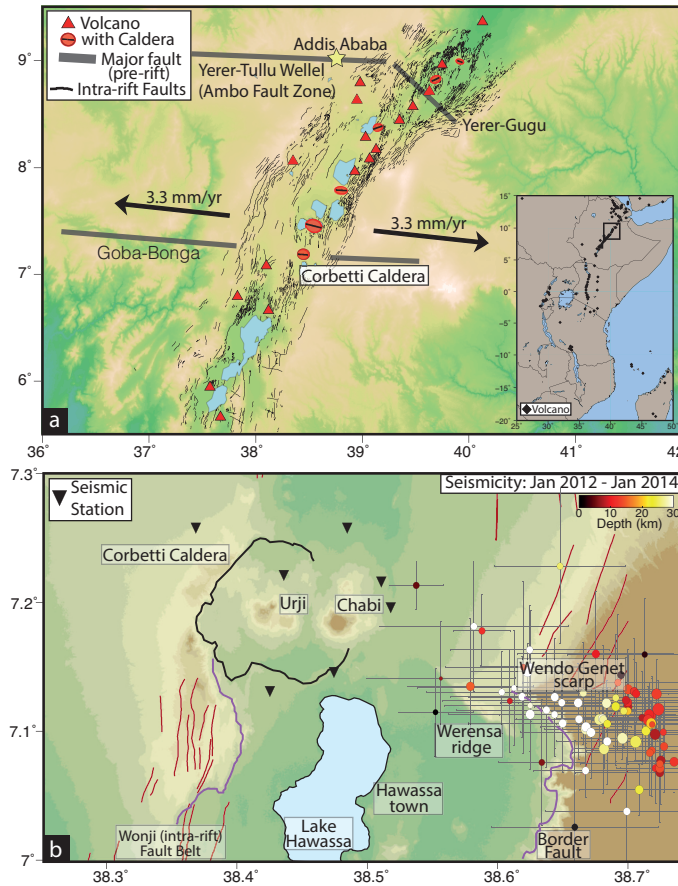 Volcano
with Caldera
Major fault
(pre-rift)
Intra-rift Faults
Addis Ababa
Yerer-Tullu Wellel
(Ambo Fault Zone)
Yerer-Gugu
3.3 mm/yr
3.3 mm/yr
Goba-Bonga
Corbetti Caldera
9°
8°
7°
6°
a
36°
37°
38°
39°
40°
41°
42
15°
10°
5°
0°
−5°
−10°
−15°
−20°
25°
30°
35°
40°
45°
50
Volcano
7.3°
7.2°
7.1°
7°
Seismic
Station
Seismicity: Jan 2012 - Jan 2014
0
10
20
30
Depth (km)
Corbetti Caldera
Urji
Chabi
Wendo Genet
scarp
Werensa
ridge
Hawassa
town
Wonji (intra-rift)
Fault Belt
Lake
Hawassa
Border
Fault
b
38.3°
38.4°
38.5°
38.6°
38.7°